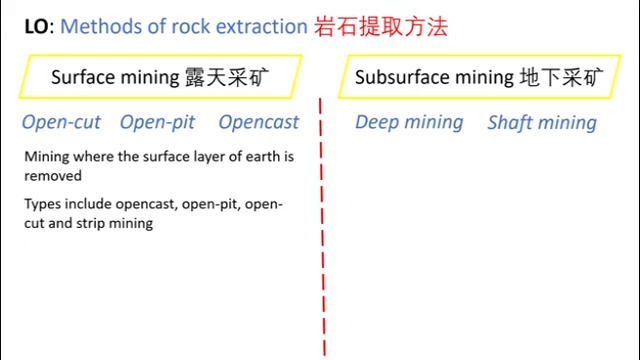 LO: Methods of rock extraction 岩石提取方法
Surface mining 露天采矿
Open-cut Open-pit Opencast
Mining where the surface layer of earth is
removed
Types include opencast, open-pit, open-
cut and strip mining
Subsurface mining 地下采矿
Deep mining Shaft mining